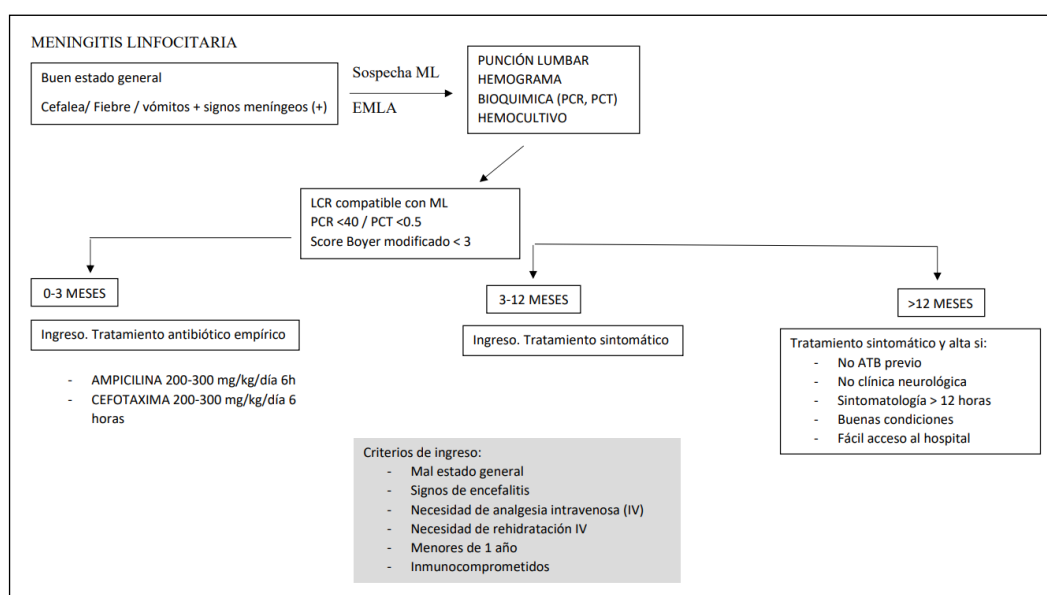 MENINGITIS LINFOCITARIA
Buen estado general
Cefalea/ Fiebre / vómitos + signos meníngeos (+)
Sospecha ML
EMLA
PUNCIÓN LUMBAR
HEMOGRAMA
BIOQUIMICA (PCR, PCT)
HEMOCULTIVO
LCR compatible con ML
PCR <40 / PCT <0.5
Score Boyer modificado < 3
0-3 MESES
Ingreso. Tratamiento antibiótico empírico
- AMPICILINA 200-300 mg/kg/día 6h
- CEFOTAXIMA 200-300 mg/kg/día 6
horas
3-12 MESES
Ingreso. Tratamiento sintomático
>12 MESES
Tratamiento sintomático y alta si:
- No ATB previo
- No clínica neurológica
- Sintomatología > 12 horas
- Buenas condiciones
- Fácil acceso al hospital
Criterios de ingreso:
- Mal estado general
- Signos de encefalitis
- Necesidad de analgesia intravenosa (IV)
- Necesidad de rehidratación IV
- Menores de 1 año
- Inmunocomprometidos